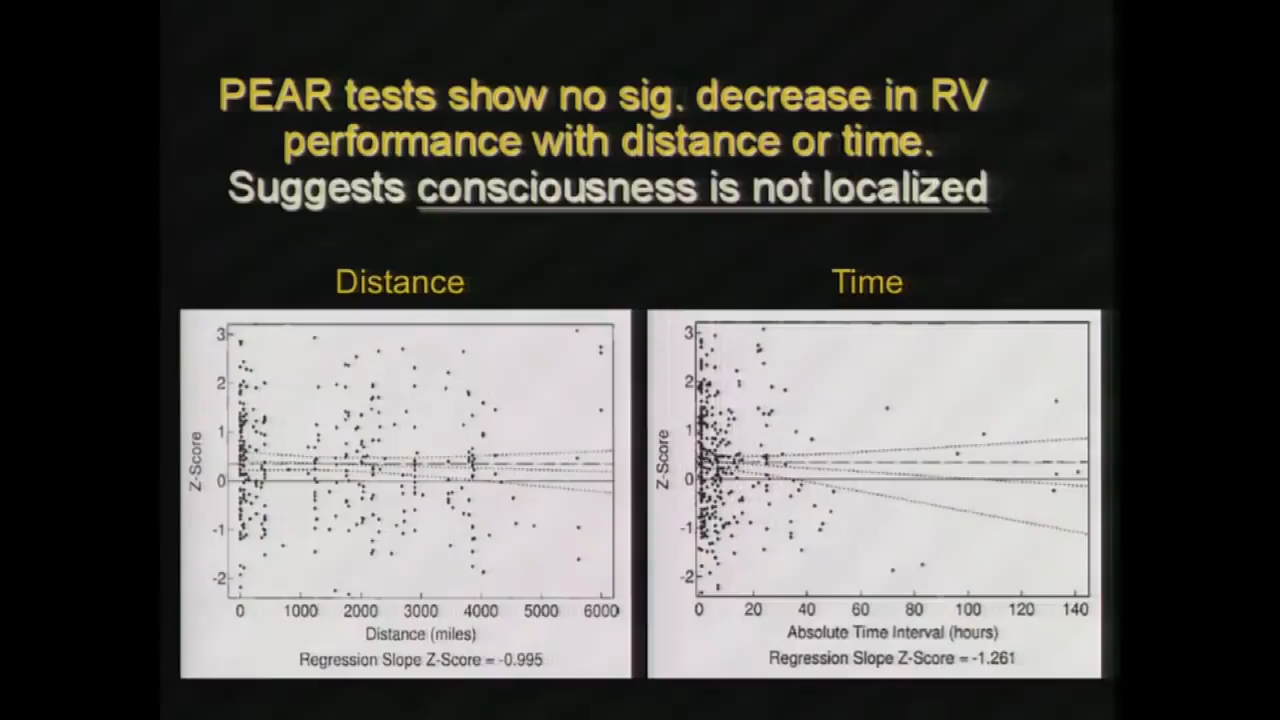 PEAR tests show no sig. decrease in RV
performance with distance or time.
Suggests consciousness is not localized
Distance
Time
3
2
1
0
-1
-2
Z-Score
0 1000 2000 3000 4000 5000 6000
Distance (miles)
Regression Slope Z-Score = -0.995
3
2
1
0
-1
-2
Z-Score
0 20 40 60 80 100 120 140
Absolute Time Interval (hours)
Regression Slope Z-Score = -1.261